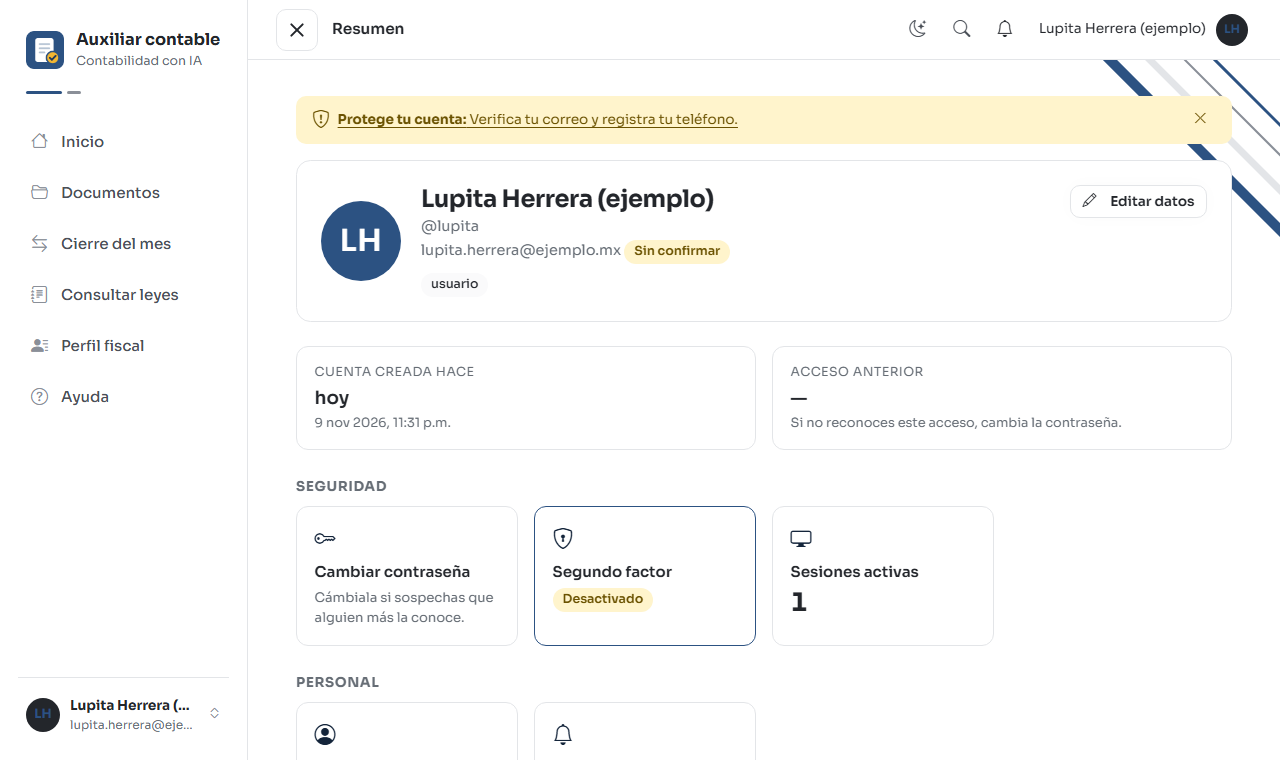 Auxiliar contable
Contabilidad con IA
Inicio
Documentos
Cierre del mes
Consultar leyes
Perfil fiscal
Ayuda
Lupita Herrera (...
lupita.herrera@eje...
LH
Resumen
Lupita Herrera (ejemplo)
LH
Protege tu cuenta: Verifica tu correo y registra tu teléfono.
LH
Lupita Herrera (ejemplo)
@lupita
lupita.herrera@ejemplo.mx Sin confirmar
usuario
Editar datos
CUENTA CREADA HACE
hoy
9 nov 2026, 11:31 p.m.
ACCESO ANTERIOR
—
Si no reconoces este acceso, cambia la contraseña.
SEGURIDAD
Cambiar contraseña
Cámbiala si sospechas que
alguien más la conoce.
Segundo factor
Desactivado
Sesiones activas
1
PERSONAL